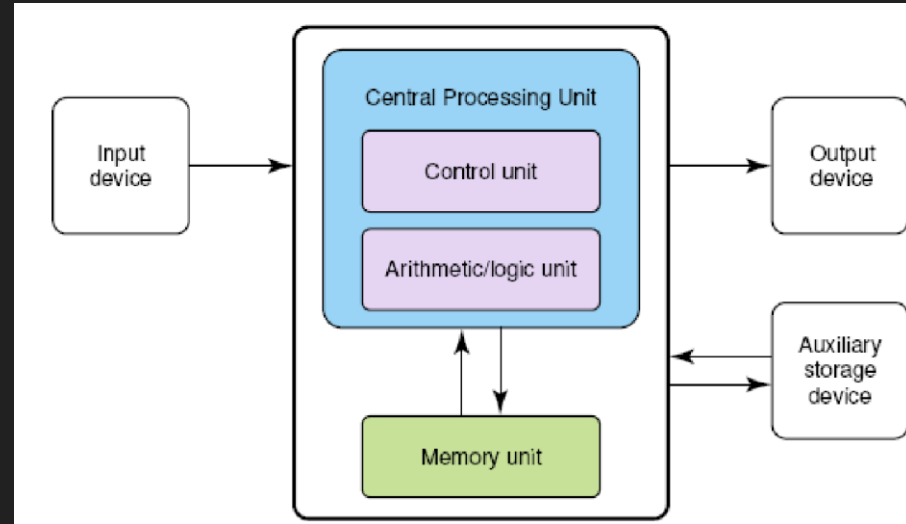 Central Processing Unit
Control unit
Arithmetic/logic unit
Memory unit
Input
device
Output
device
Auxiliary
storage
device